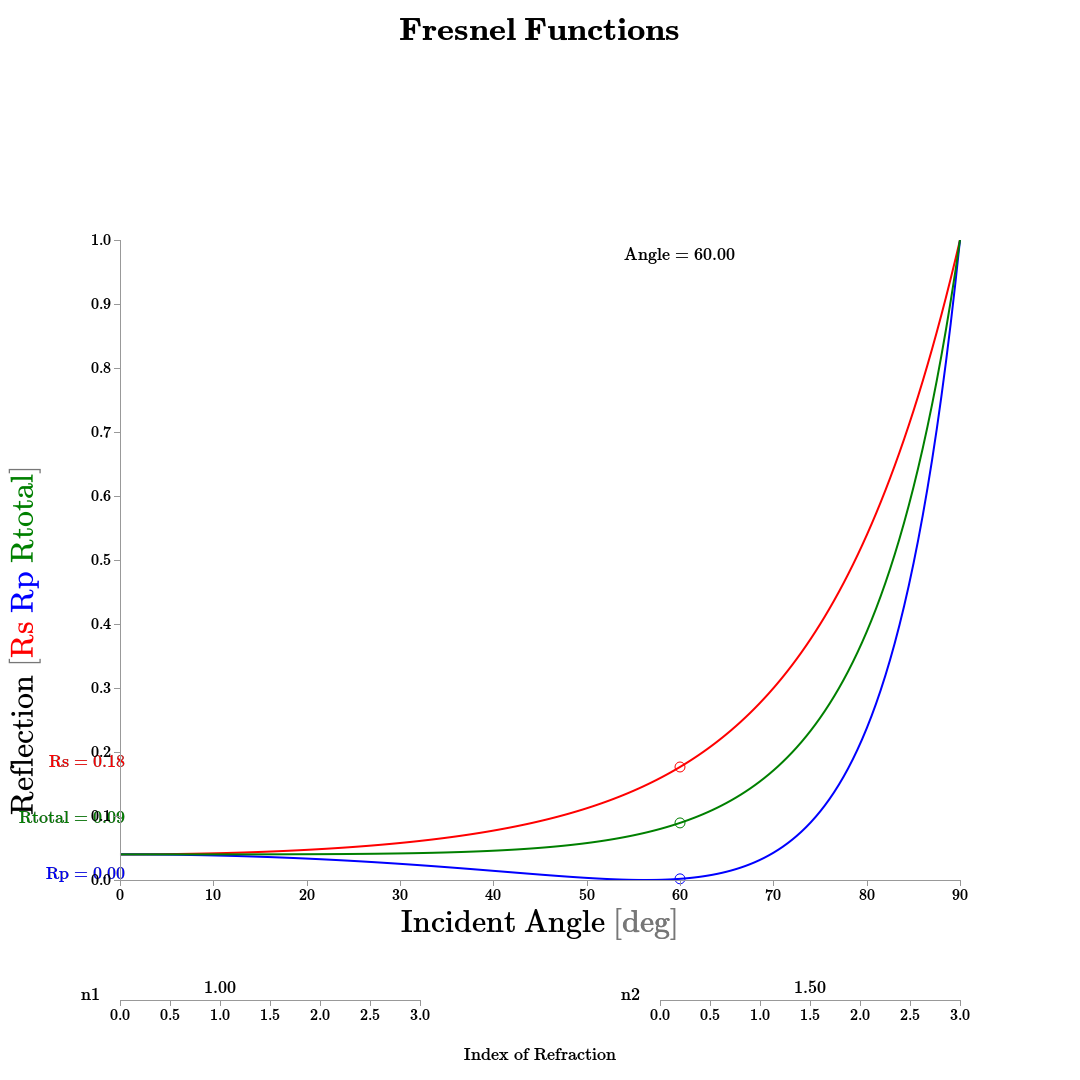 Fresnel Functions
Angle = 60.00
Reflection [Rs Rp Rtotal]
1.0
0.9
0.8
0.7
0.6
0.5
0.4
0.3
0.2
Rs = 0.18
0.1
Rtotal = 0.09
Rp = 0.00
0.0
0 10 20 30 40 50 60 70 80 90
Incident Angle [deg]
n1 1.00
0.0 0.5 1.0 1.5 2.0 2.5 3.0
n2 1.50
0.0 0.5 1.0 1.5 2.0 2.5 3.0
Index of Refraction